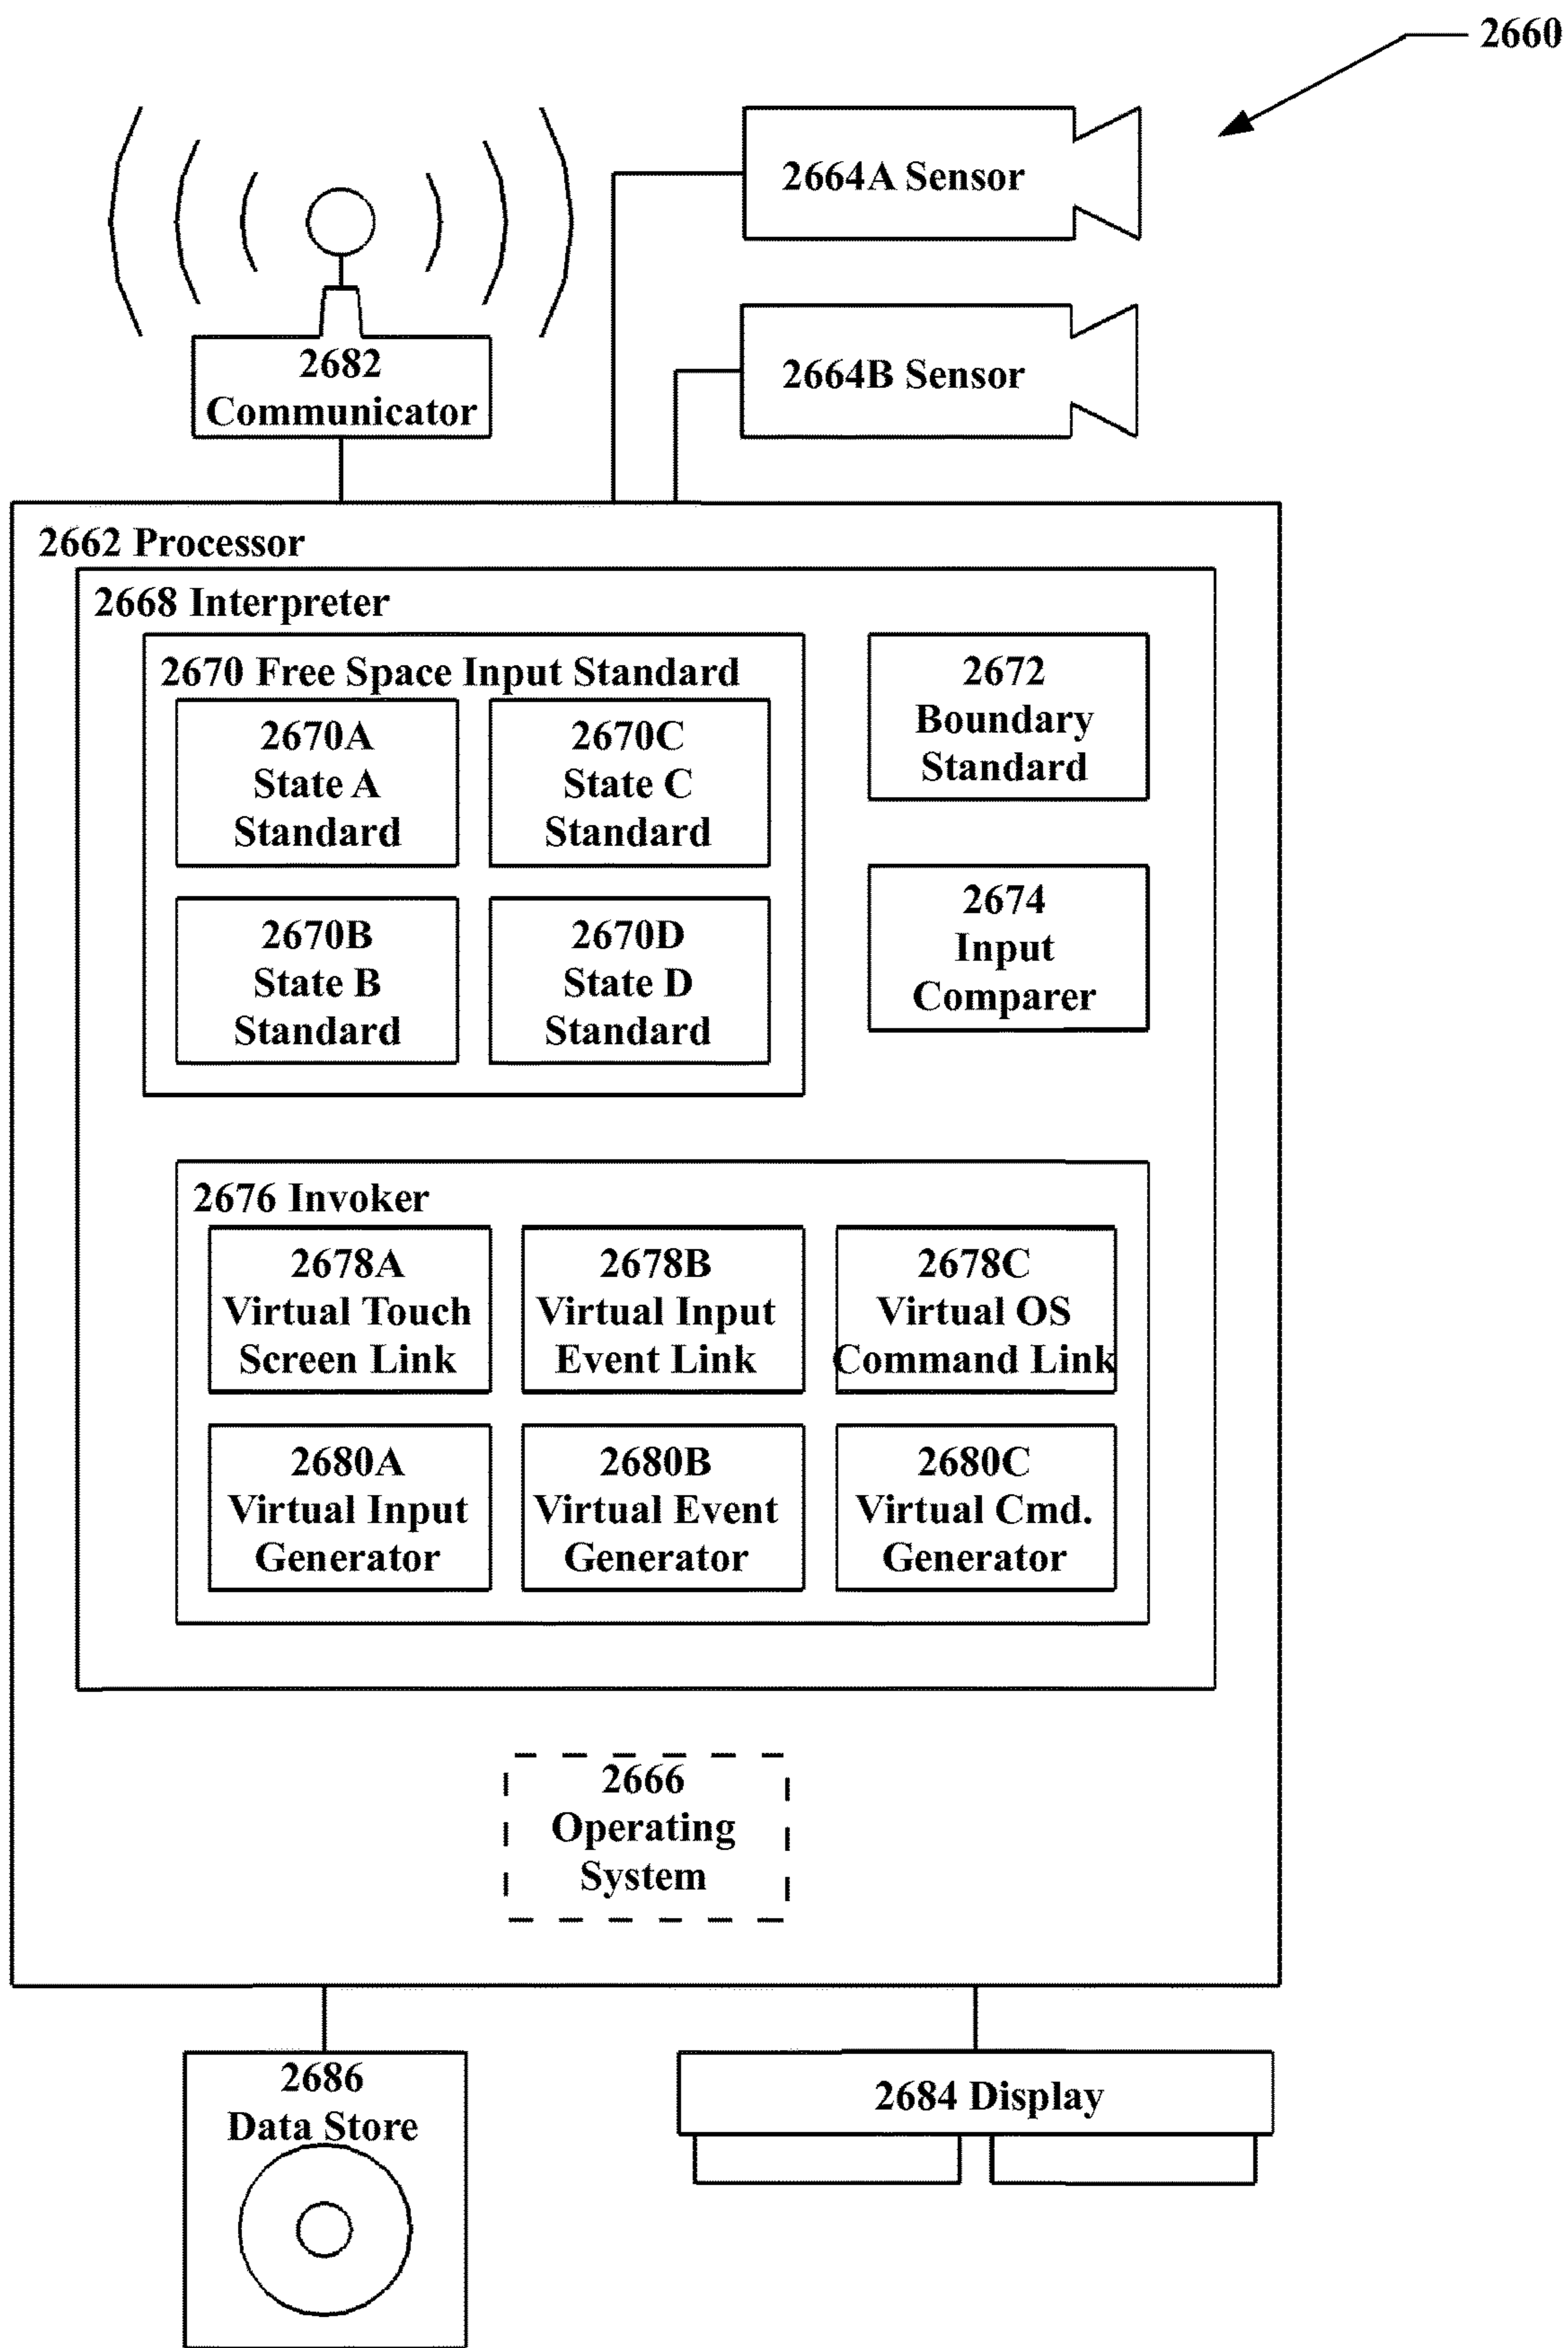 2660
2664A Sensor
2664B Sensor
2682
Communicator
2662 Processor
2668 Interpreter
2670 Free Space Input Standard
2670A
State A
Standard
2670C
State C
Standard
2670B
State B
Standard
2670D
State D
Standard
2672
Boundary
Standard
2674
Input
Comparer
2676 Invoker
2678A
Virtual Touch
Screen Link
2678B
Virtual Input
Event Link
2678C
Virtual OS
Command Link
2680A
Virtual Input
Generator
2680B
Virtual Event
Generator
2680C
Virtual Cmd.
Generator
2666
Operating
System
2686
Data Store
2684 Display